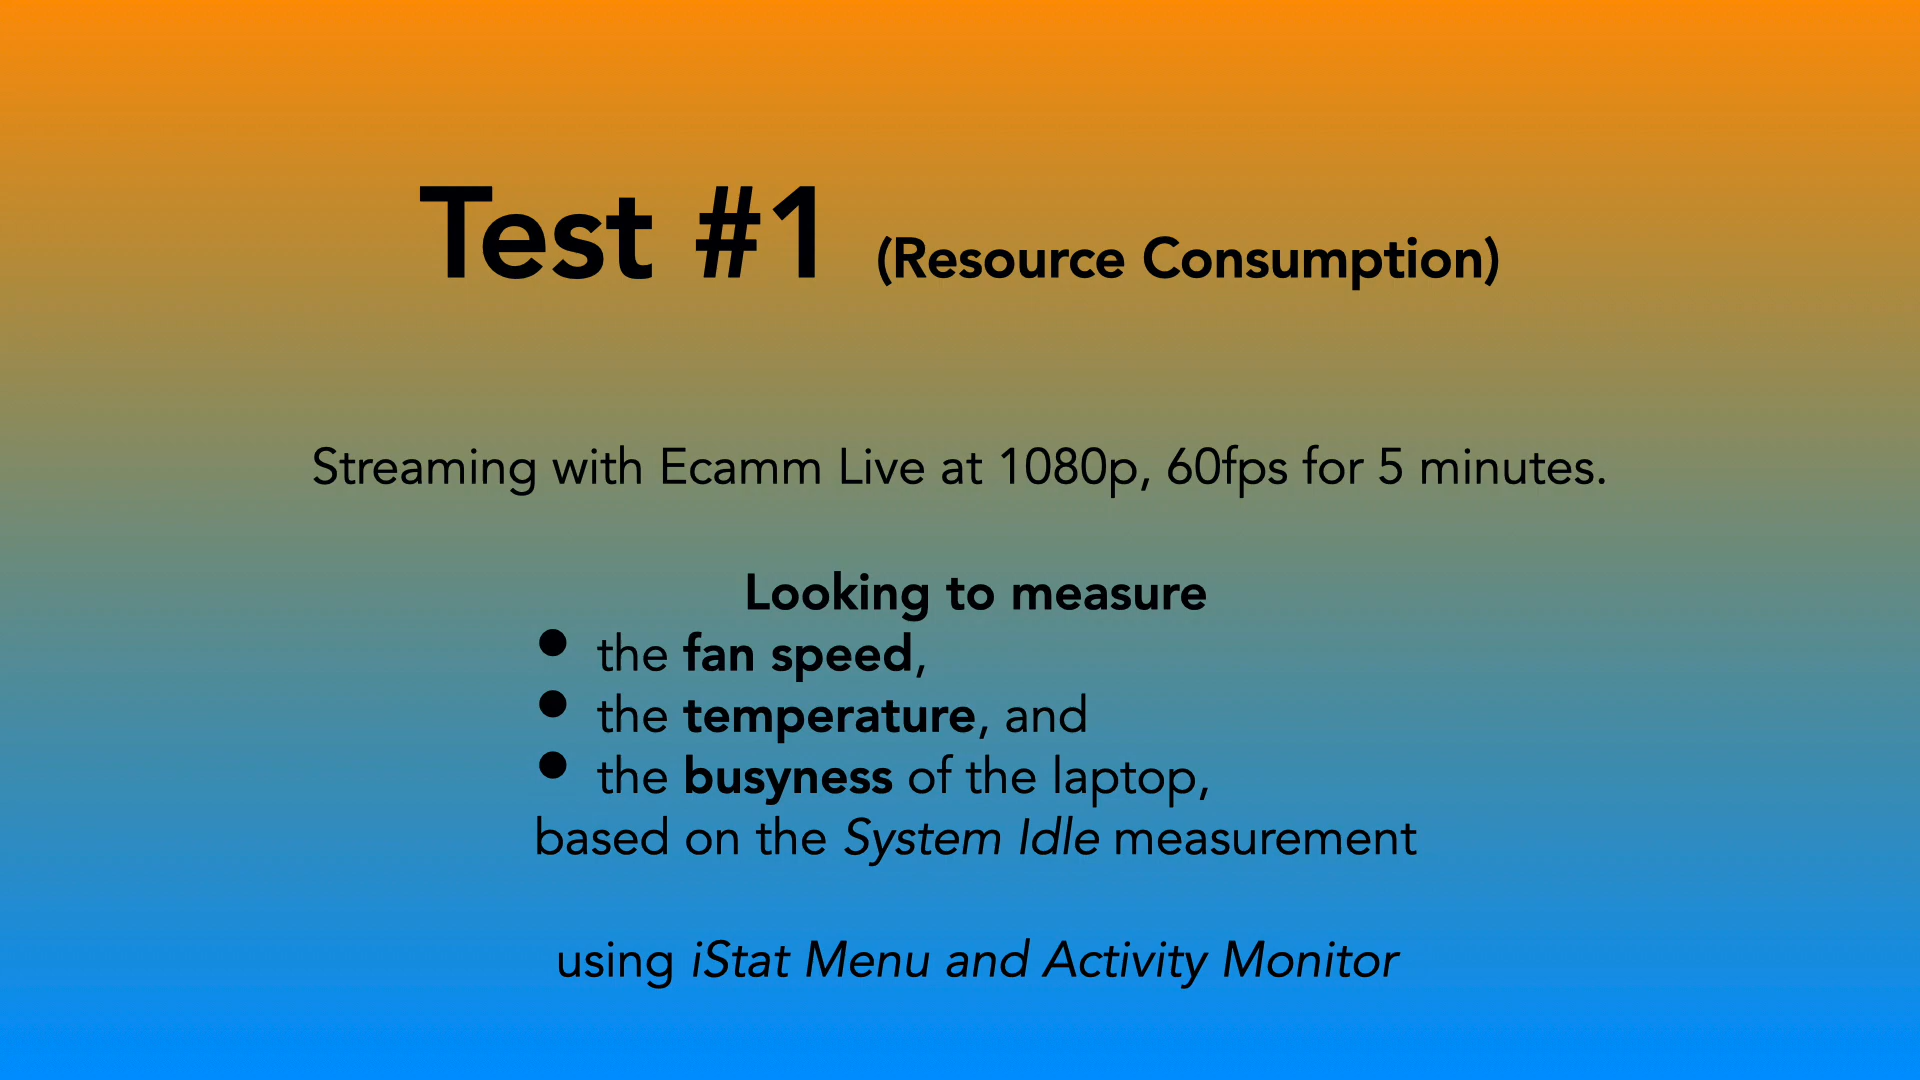 Test #1 (Resource Consumption)
Streaming with Ecamm Live at 1080p, 60fps for 5 minutes.
Looking to measure
• the fan speed,
• the temperature, and
• the busyness of the laptop,
based on the System Idle measurement
using iStat Menu and Activity Monitor